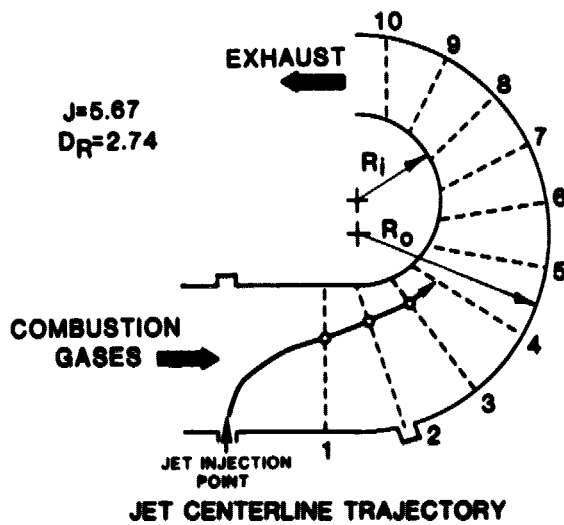 10
EXHAUST
9
8
J=5.67
DR=2.74
7
Ri
6
Ro
5
COMBUSTION
GASES
4
3
1
2
JET INJECTION
POINT
JET CENTERLINE TRAJECTORY